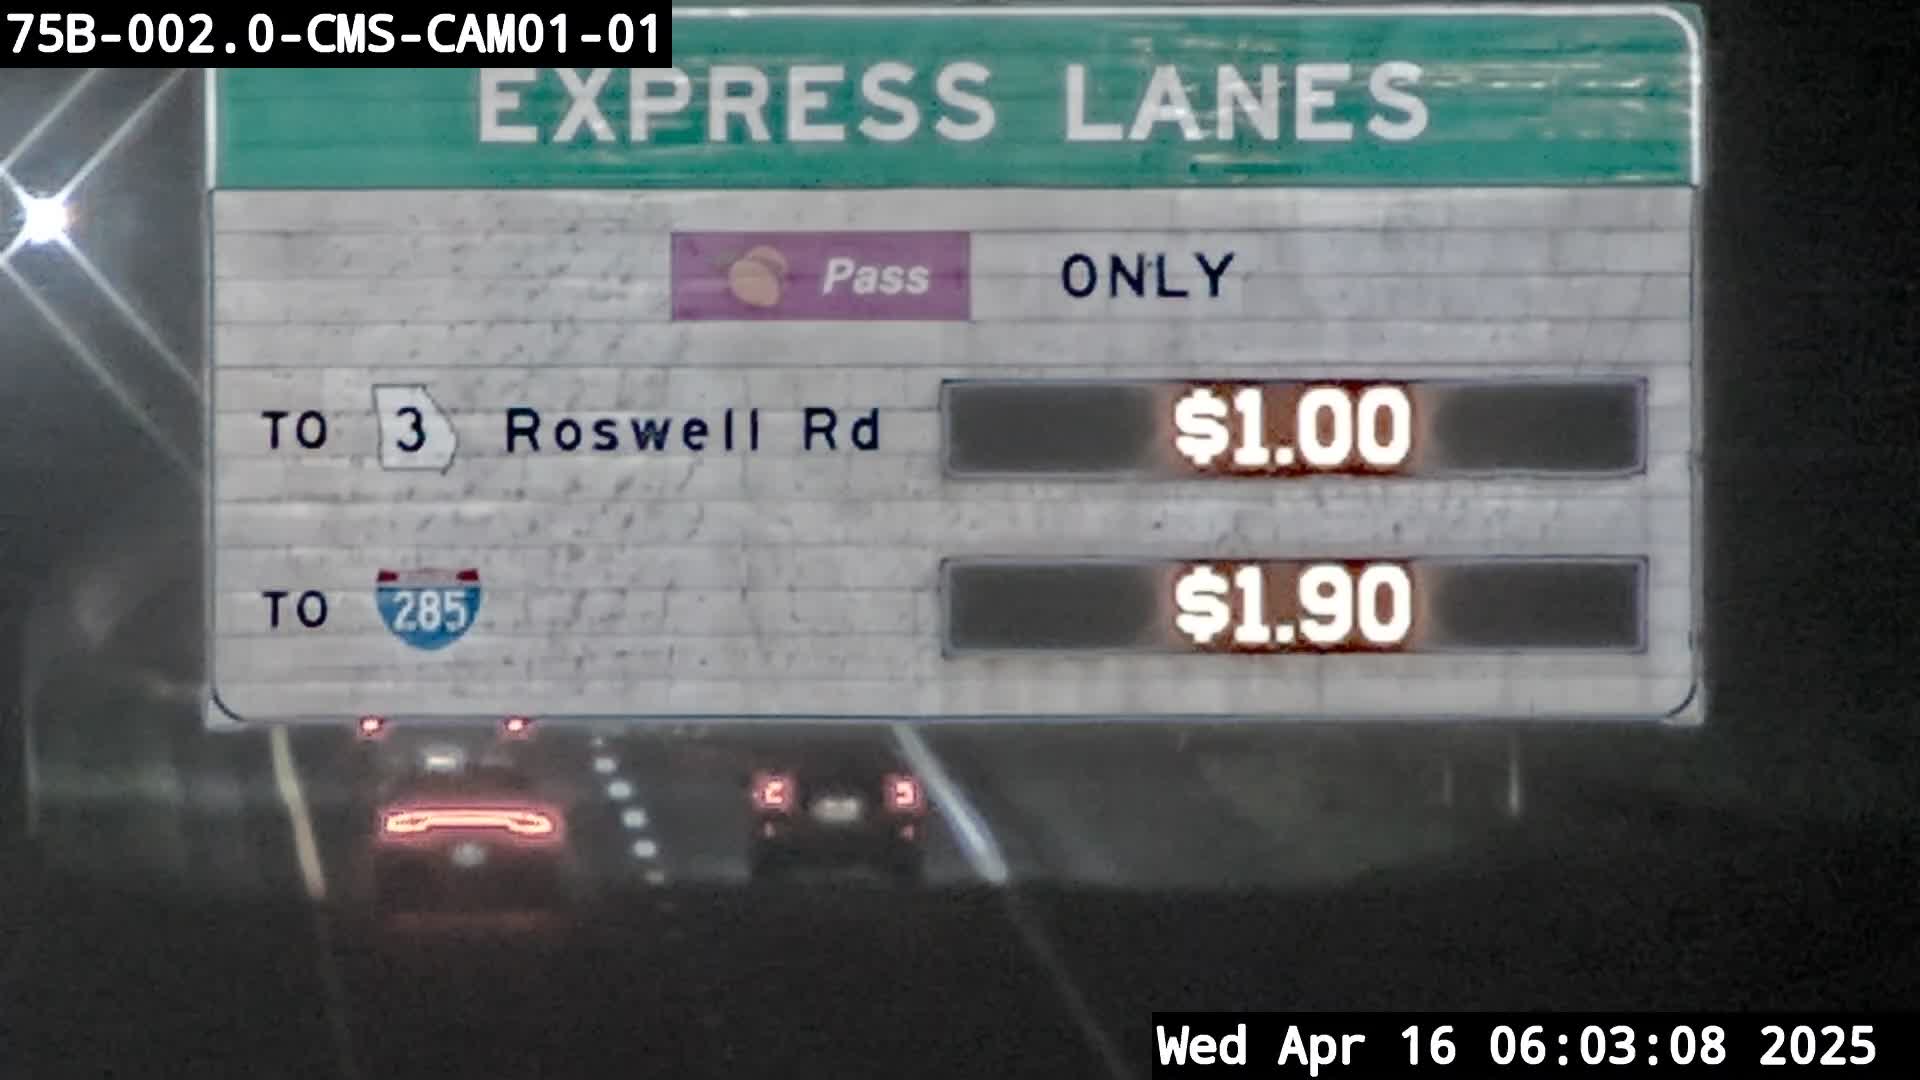 75B-002.0-CMS-CAM01-01
EXPRESS LANES
Pass ONLY
TO 3 Roswell Rd $1.00
TO 285 $1.90
Wed Apr 16 06:03:08 2025